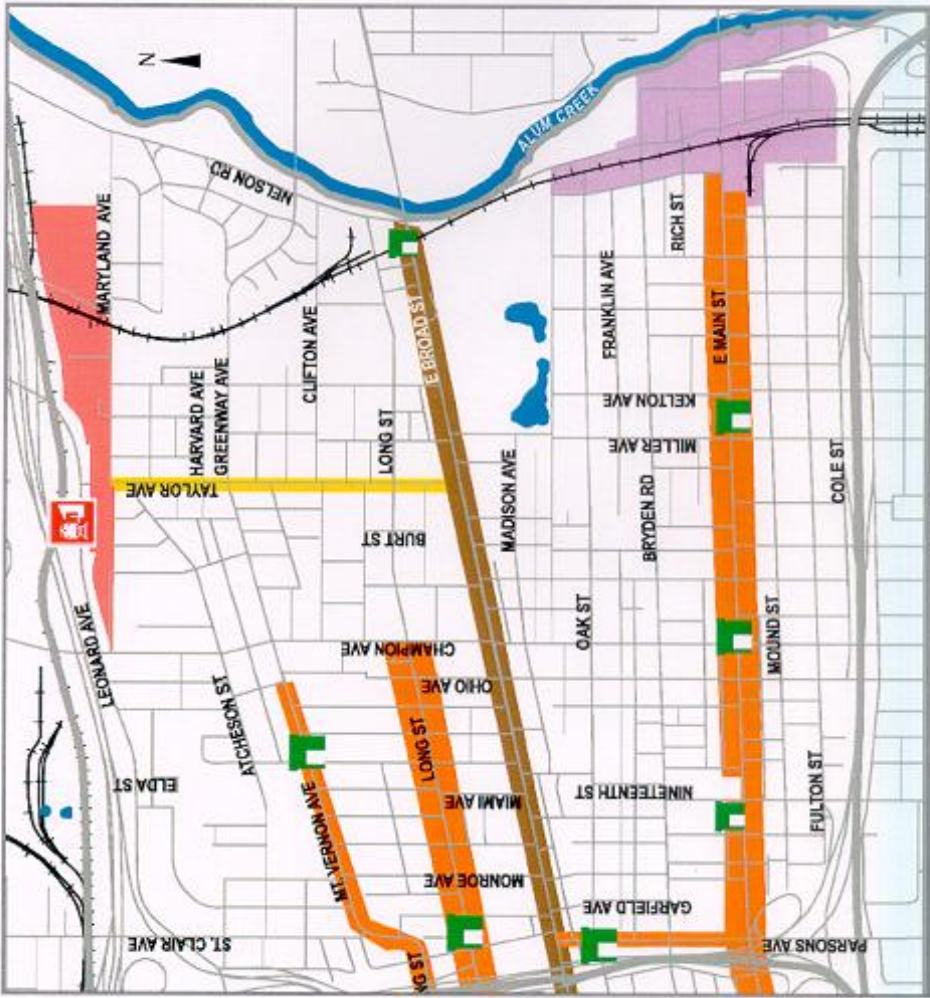 N
ALUM CREEK
NELSON RD
MARYLAND AVE
RICH ST
FRANKLIN AVE
E BROAD ST
E MAIN ST
CLIFTON AVE
HARVARD AVE
GREENWAY AVE
KELTON AVE
LONG ST
MILLER AVE
TAYLOR AVE
MADISON AVE
COLE ST
BRYDEN RD
BURT ST
LEONARD AVE
OAK ST
MOUND ST
CHAMPION AVE
OHIO AVE
ATCHESON ST
LONG ST
ELDA ST
MIAMI AVE
NINETEENTH ST
FULTON ST
MT. VERNON AVE
MONROE AVE
GARFIELD AVE
ST. CLAIR AVE
PARSONS AVE
NG ST